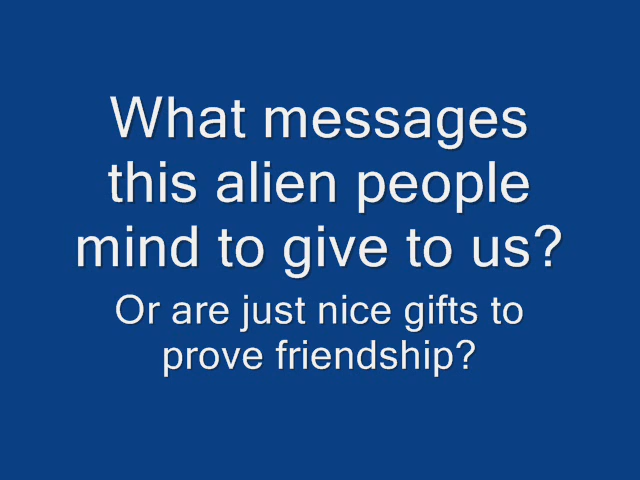 What messages
this alien people
mind to give to us?
Or are just nice gifts to
prove friendship?